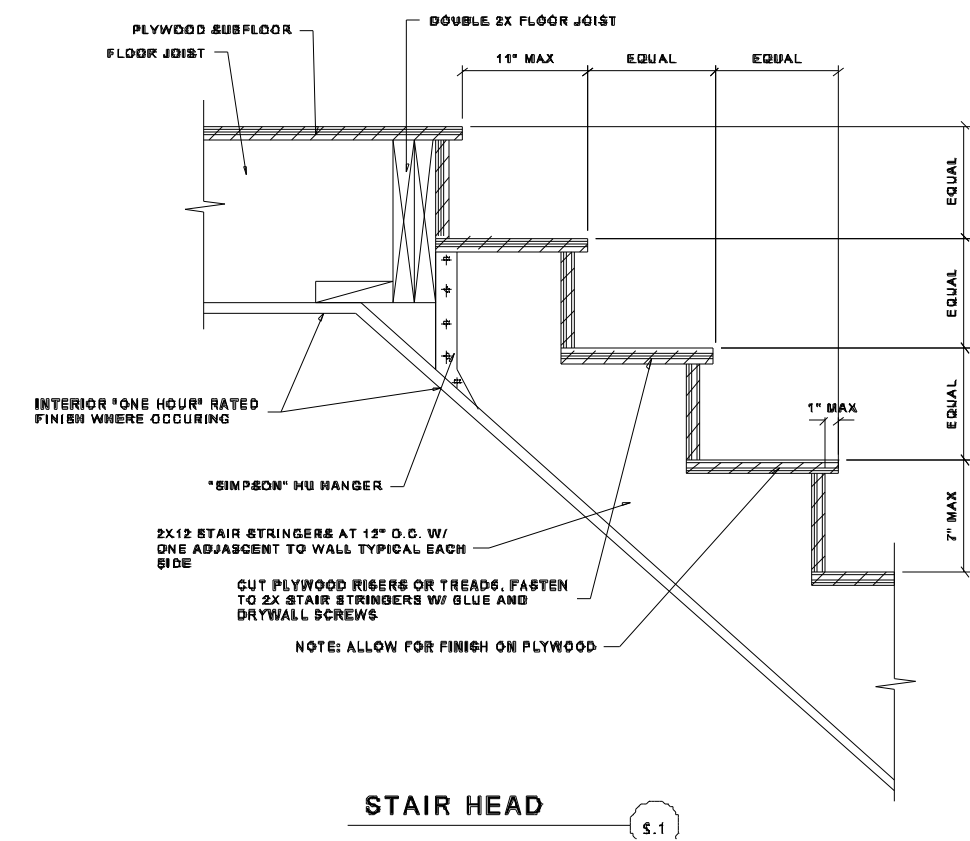 DOUBLE 2X FLOOR JOIST
PLYWOOD SUBFLOOR
FLOOR JOIST
11" MAX
EQUAL
EQUAL
EQUAL
EQUAL
EQUAL
7" MAX
1" MAX
INTERIOR "ONE HOUR" RATED
FINISH WHERE OCCURING
"SIMPSON" HU HANGER
2X12 STAIR STRINGERS AT 12" O.C. W/
ONE ADJASCENT TO WALL TYPICAL EACH
SIDE
CUT PLYWOOD RISERS OR TREADS, FASTEN
TO 2X STAIR STRINGERS W/ GLUE AND
DRYWALL SCREWS
NOTE: ALLOW FOR FINISH ON PLYWOOD
STAIR HEAD
S.1